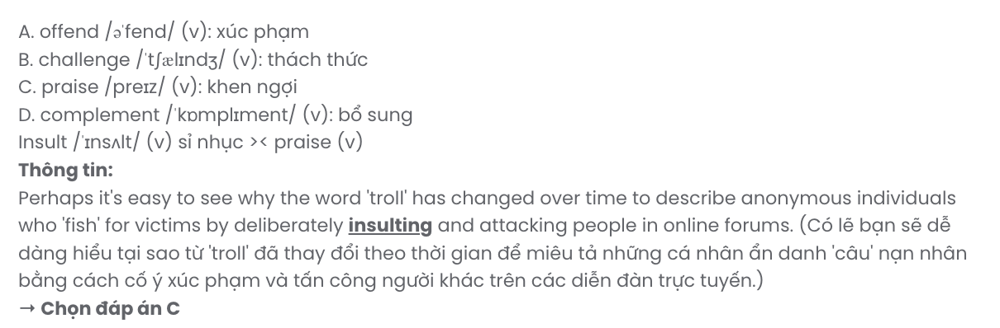 A. offend /əˈfend/ (v): xúc phạm
B. challenge /ˈtʃælɪndʒ/ (v): thách thức
C. praise /preɪz/ (v): khen ngợi
D. complement /ˈkɒmplɪment/ (v): bổ sung
Insult /ˈɪnsʌlt/ (v) sỉ nhục >< praise (v)
Thông tin:
Perhaps it's easy to see why the word 'troll' has changed over time to describe anonymous individuals
who 'fish' for victims by deliberately insulting and attacking people in online forums. (Có lẽ bạn sẽ dễ
dàng hiểu tại sao từ 'troll' đã thay đổi theo thời gian để miêu tả những cá nhân ẩn danh 'câu' nạn nhân
bằng cách cố ý xúc phạm và tấn công người khác trên các diễn đàn trực tuyến.)
→ Chọn đáp án C